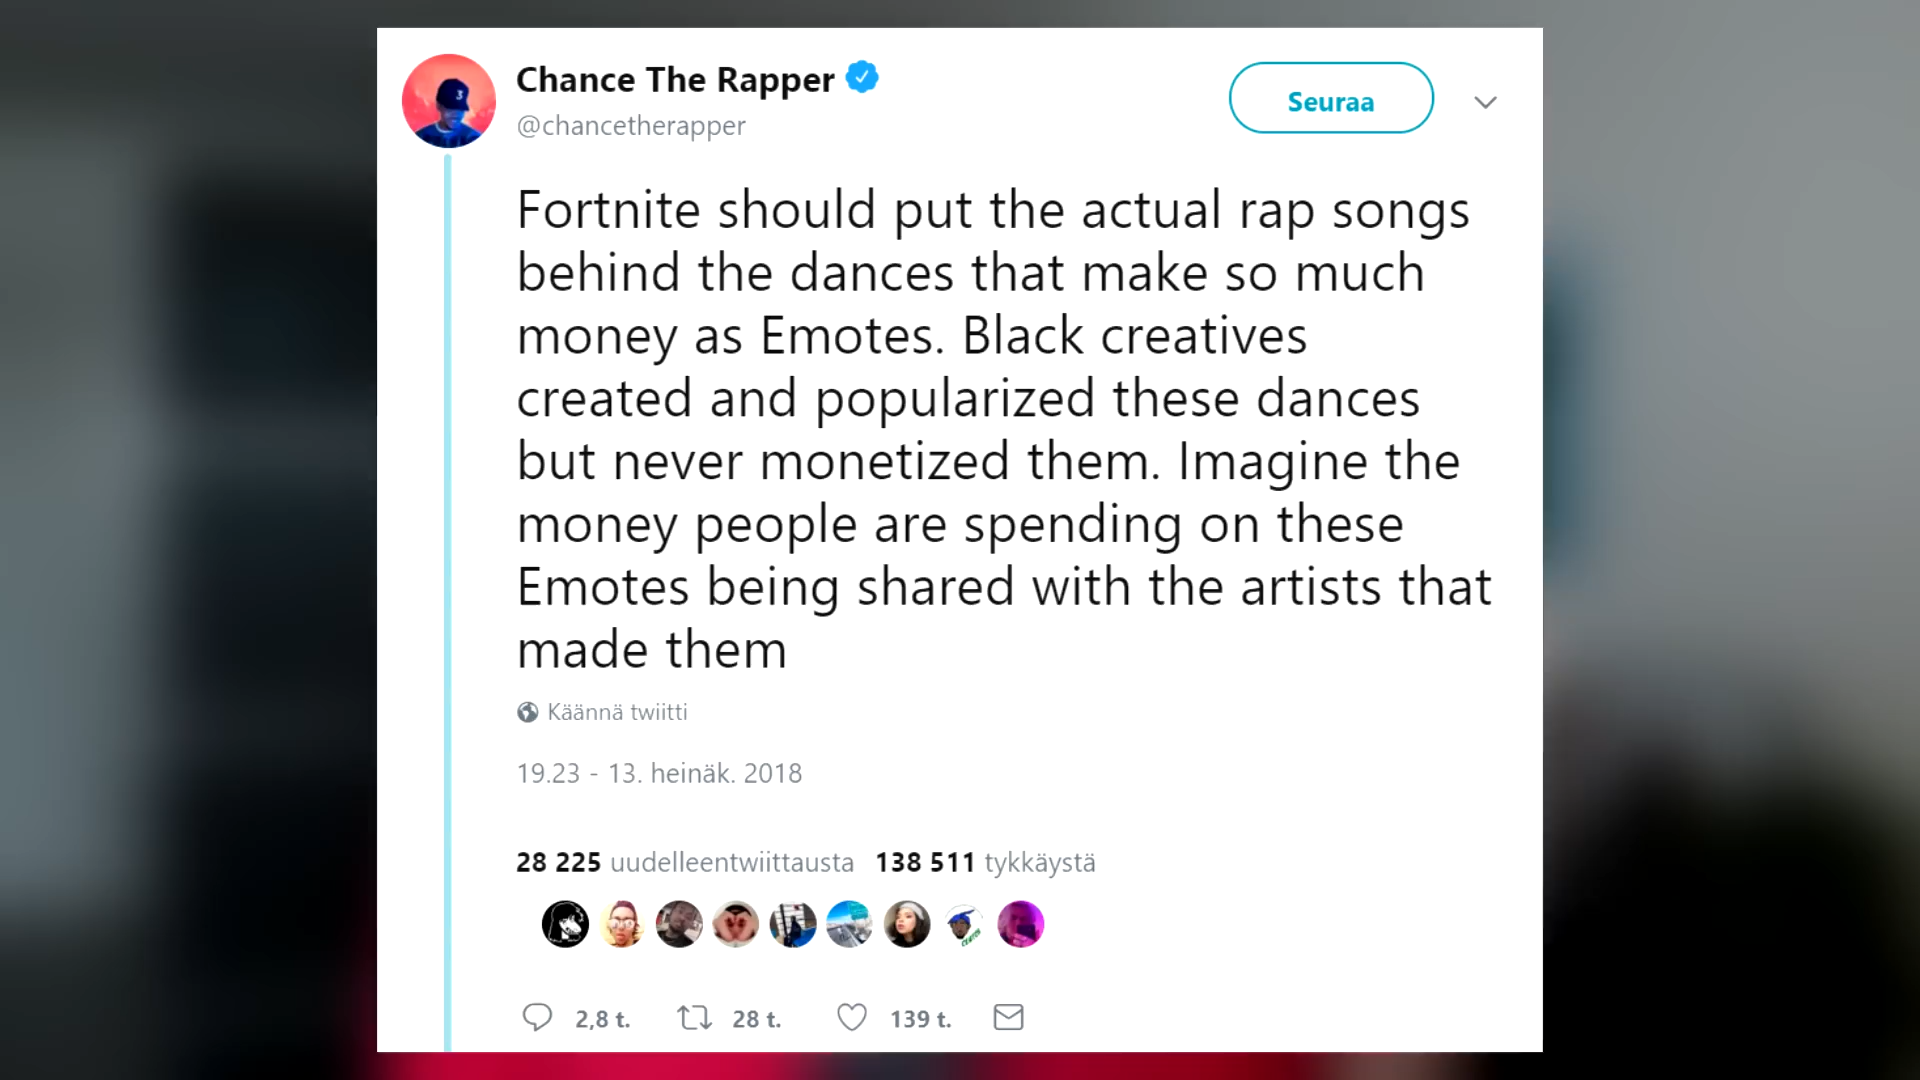 Chance The Rapper
@chancetherapper
Seuraa
Fortnite should put the actual rap songs
behind the dances that make so much
money as Emotes. Black creatives
created and popularized these dances
but never monetized them. Imagine the
money people are spending on these
Emotes being shared with the artists that
made them
Käännä twiitti
19.23 - 13. heinäk. 2018
28 225 uudelleentwiittausta 138 511 tykkäystä
2,8 t. 28 t. 139 t.